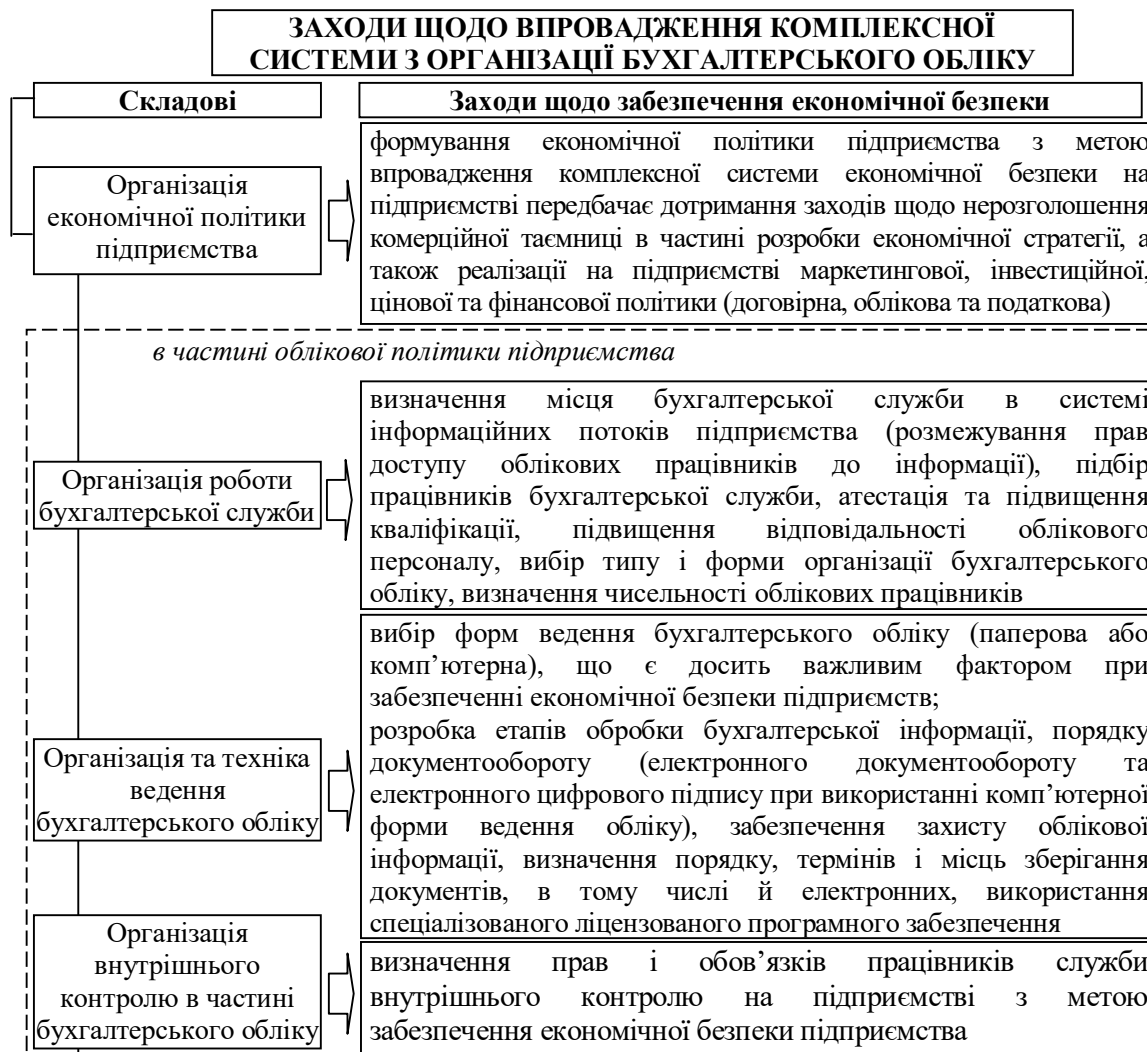 ЗАХОДИ ЩОДО ВПРОВАДЖЕННЯ КОМПЛЕКСНОЇ
СИСТЕМИ З ОРГАНІЗАЦІЇ БУХГАЛТЕРСЬКОГО ОБЛІКУ
Складові
Заходи щодо забезпечення економічної безпеки
Організація
економічної політики
підприємства
формування економічної політики підприємства з метою
впровадження комплексної системи економічної безпеки на
підприємстві передбачає дотримання заходів щодо нерозголошення
комерційної таємниці в частині розробки економічної стратегії, а
також реалізації на підприємстві маркетингової, інвестиційної,
цінової та фінансової політики (договірна, облікова та податкова)
в частині облікової політики підприємства
Організація роботи
бухгалтерської служби
визначення місця бухгалтерської служби в системі
інформаційних потоків підприємства (розмежування прав
доступу облікових працівників до інформації), підбір
працівників бухгалтерської служби, атестація та підвищення
кваліфікації, підвищення відповідальності облікового
персоналу, вибір типу і форми організації бухгалтерського
обліку, визначення чисельності облікових працівників
Організація та техніка
ведення
бухгалтерського обліку
вибір форм ведення бухгалтерського обліку (паперова або
комп’ютерна), що є досить важливим фактором при
забезпеченні економічної безпеки підприємств;
розробка етапів обробки бухгалтерської інформації, порядку
документообороту (електронного документообороту та
електронного цифрового підпису при використанні комп’ютерної
форми ведення обліку), забезпечення захисту облікової
інформації, визначення порядку, термінів і місць зберігання
документів, в тому числі й електронних, використання
спеціалізованого ліцензованого програмного забезпечення
Організація
внутрішнього
контролю в частині
бухгалтерського обліку
визначення прав і обов’язків працівників служби
внутрішнього контролю на підприємстві з метою
забезпечення економічної безпеки підприємства